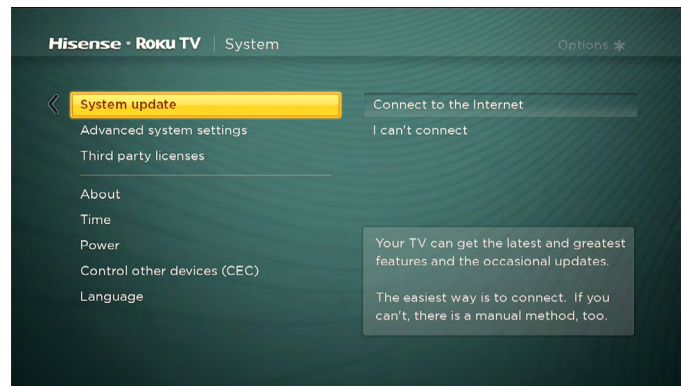 Hisense · Roku TV | System
Options ✱
System update
Advanced system settings
Third party licenses
About
Time
Power
Control other devices (CEC)
Language
Connect to the Internet
I can't connect
Your TV can get the latest and greatest
features and the occasional updates.
The easiest way is to connect. If you
can't, there is a manual method, too.